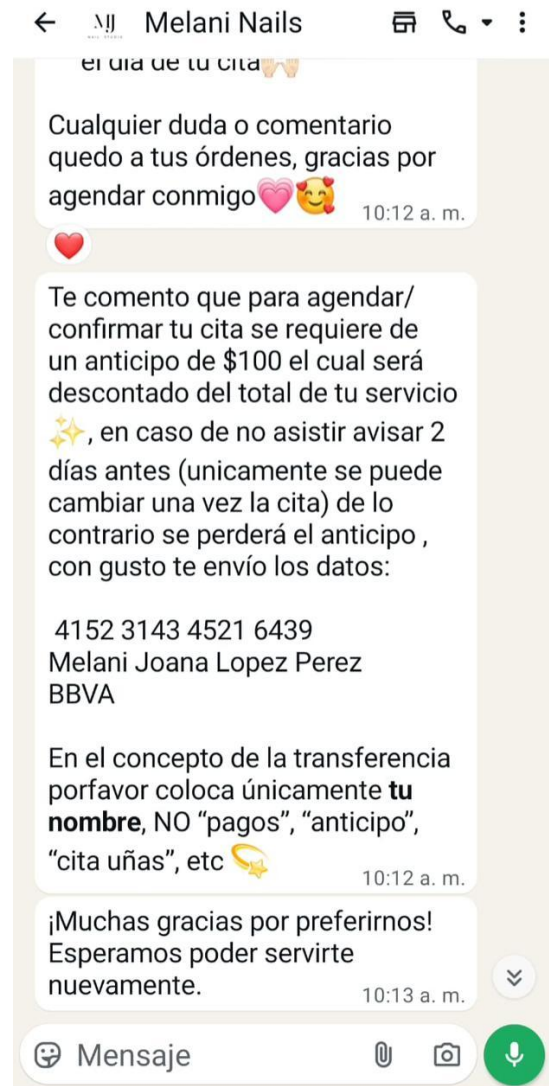 MJ
Melani Nails
el día de tu cita🙌🏻
Cualquier duda o comentario
quedo a tus órdenes, gracias por
agendar conmigo💗🥰
10:12 a. m.
Te comento que para agendar/
confirmar tu cita se requiere de
un anticipo de $100 el cual será
descontado del total de tu servicio
✨, en caso de no asistir avisar 2
días antes (unicamente se puede
cambiar una vez la cita) de lo
contrario se perderá el anticipo ,
con gusto te envío los datos:
4152 3143 4521 6439
Melani Joana Lopez Perez
BBVA
En el concepto de la transferencia
porfavor coloca únicamente tu
nombre, NO “pagos”, “anticipo”,
“cita uñas”, etc 💫
10:12 a. m.
¡Muchas gracias por preferirnos!
Esperamos poder servirte
nuevamente.
10:13 a. m.
Mensaje